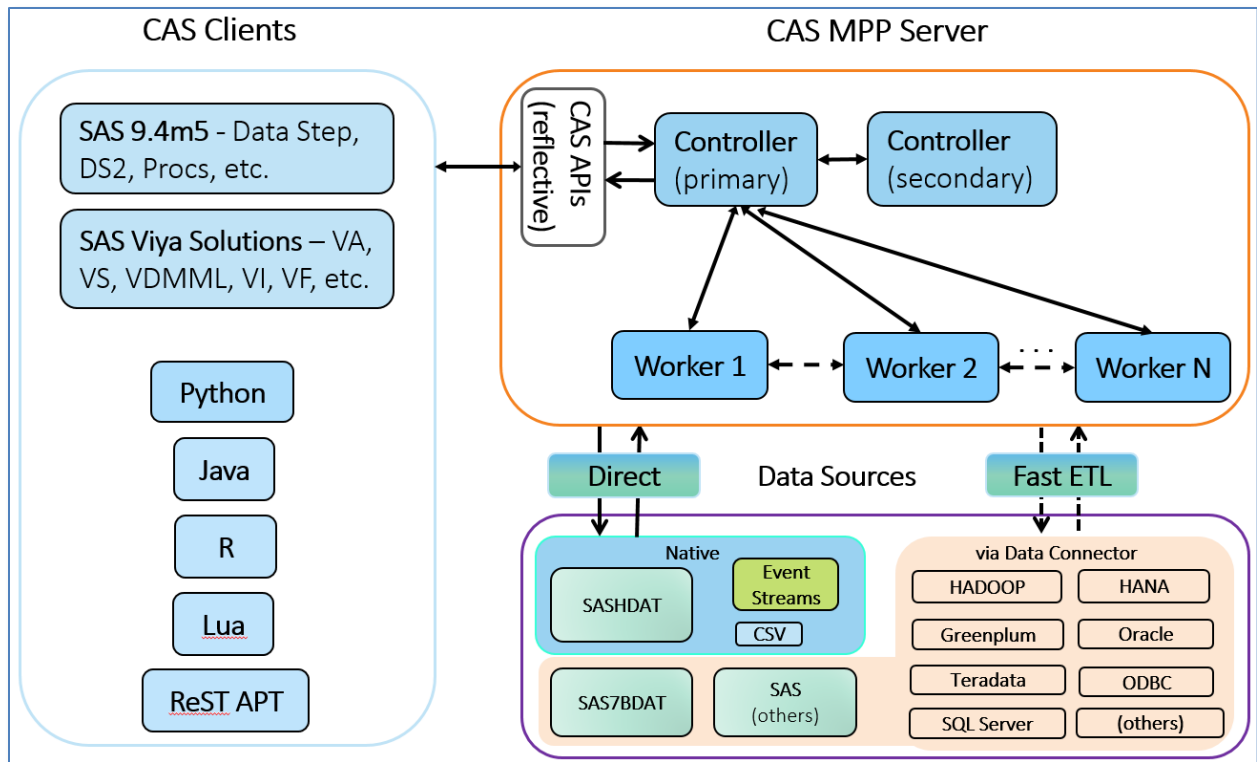 CAS Clients
SAS 9.4m5 - Data Step,
DS2, Procs, etc.
SAS Viya Solutions – VA,
VS, VDMML, VI, VF, etc.
Python
Java
R
Lua
ReST APT
CAS MPP Server
CAS APIs
(reflective)
Controller
(primary)
Controller
(secondary)
Worker 1
Worker 2
. . .
Worker N
Direct
Data Sources
Fast ETL
Native
SASHDAT
Event
Streams
CSV
SAS7BDAT
SAS
(others)
via Data Connector
HADOOP
HANA
Greenplum
Oracle
Teradata
ODBC
SQL Server
(others)